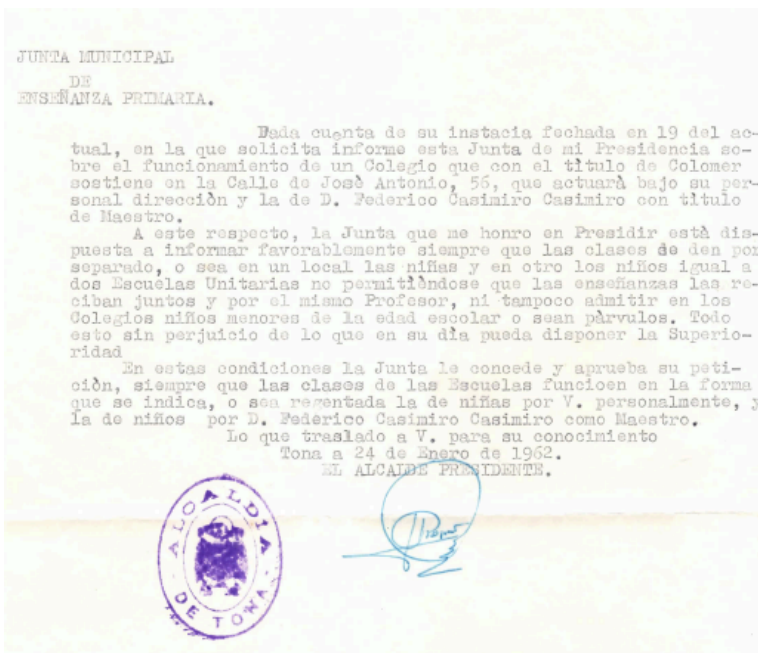 JUNTA MUNICIPAL
DE
ENSEÑANZA PRIMARIA.
Dada cuenta de su instacia fechada en 19 del ac-
tual, en la que solicita informe esta Junta de mi Presidencia so-
bre el funcionamiento de un Colegio que con el tìtulo de Colomer
sostiene en la Calle de Josè Antonio, 56, que actuarà bajo su per-
sonal direcciòn y la de D. Federico Casimiro Casimiro con tìtulo
de Maestro.
A este respecto, la Junta que me honro en Presidir està dis-
puesta a informar favorablemente siempre que las clases de den por
separado, o sea en un local las niñas y en otro los niños igual a
dos Escuelas Unitarias no permitièndose que las enseñanzas las re-
ciban juntos y por el mismo Profesor, ni tampoco admitir en los
Colegios niños menores de la edad escolar o sean pàrvulos. Todo
esto sin perjuicio de lo que en su dìa pueda disponer la Superio-
ridad
En estas condiciones la Junta le concede y aprueba su peti-
ciòn, siempre que las clases de las Escuelas funcioen en la forma
que se indica, o sea regentada la de niñas por V. personalmente, y
la de niños por D. Federico Casimiro Casimiro como Maestro.
Lo que traslado a V. para su conocimiento
Tona a 24 de Enero de 1962.
EL ALCALDE PRESIDENTE.
ALCALDÍA
DE TONA